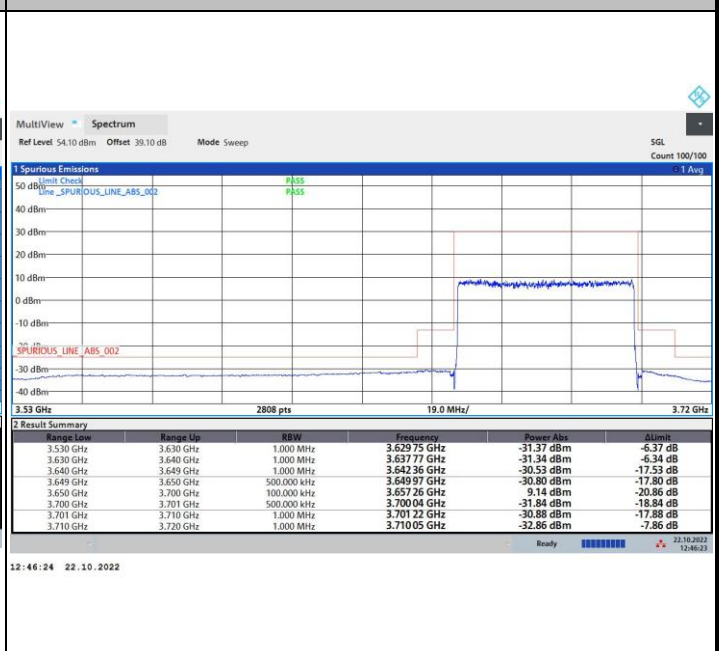 MultiView Spectrum
Ref Level 54.10 dBm Offset 39.10 dB Mode Sweep SGL
Count 100/100
1 Spurious Emissions 1 Avg
Limit Check PASS
50 dBm
Line _SPURIOUS_LINE_ABS_002 PASS
40 dBm
30 dBm
20 dBm
10 dBm
0 dBm
-10 dBm
-20 dBm
SPURIOUS_LINE_ABS_002
-30 dBm
-40 dBm
3.53 GHz 2808 pts 19.0 MHz/ 3.72 GHz
2 Result Summary
Range Low Range Up RBW Frequency Power Abs ΔLimit
3.530 GHz 3.630 GHz 1.000 MHz 3.629 75 GHz -31.37 dBm -6.37 dB
3.630 GHz 3.640 GHz 1.000 MHz 3.637 77 GHz -31.34 dBm -6.34 dB
3.640 GHz 3.649 GHz 1.000 MHz 3.642 36 GHz -30.53 dBm -17.53 dB
3.649 GHz 3.650 GHz 500.000 kHz 3.649 97 GHz -30.80 dBm -17.80 dB
3.650 GHz 3.700 GHz 100.000 kHz 3.657 26 GHz 9.14 dBm -20.86 dB
3.700 GHz 3.701 GHz 500.000 kHz 3.700 04 GHz -31.84 dBm -18.84 dB
3.701 GHz 3.710 GHz 1.000 MHz 3.701 22 GHz -30.88 dBm -17.88 dB
3.710 GHz 3.720 GHz 1.000 MHz 3.710 05 GHz -32.86 dBm -7.86 dB
Ready 22.10.2022
12:46:23
12:46:24 22.10.2022